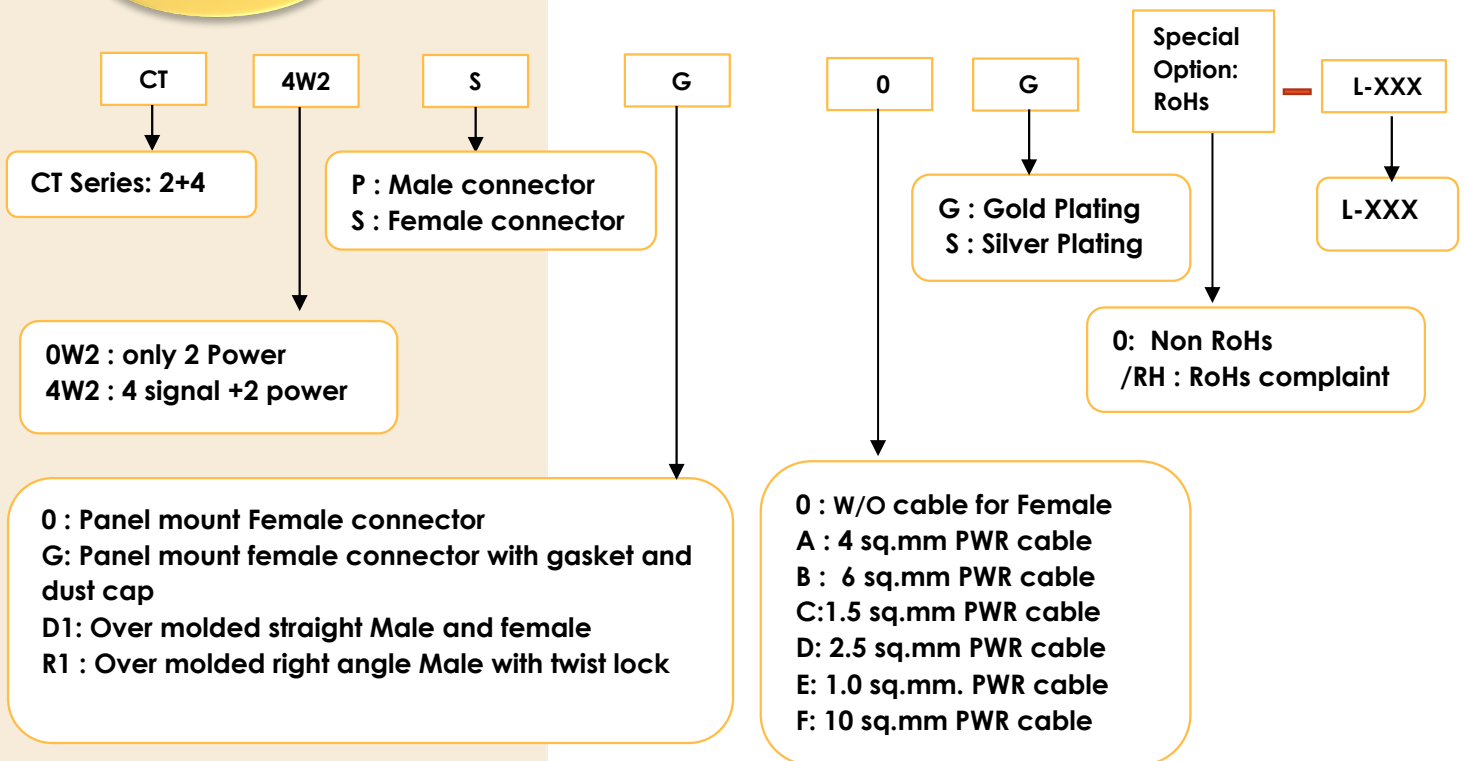 CT
4W2
S
G
0
G
Special
Option:
RoHs
L-XXX
CT Series: 2+4
P : Male connector
S : Female connector
G : Gold Plating
S : Silver Plating
L-XXX
0W2 : only 2 Power
4W2 : 4 signal +2 power
0: Non RoHs
/RH : RoHs complaint
0 : Panel mount Female connector
G: Panel mount female connector with gasket and
dust cap
D1: Over molded straight Male and female
R1 : Over molded right angle Male with twist lock
0 : W/O cable for Female
A : 4 sq.mm PWR cable
B : 6 sq.mm PWR cable
C:1.5 sq.mm PWR cable
D: 2.5 sq.mm PWR cable
E: 1.0 sq.mm. PWR cable
F: 10 sq.mm PWR cable